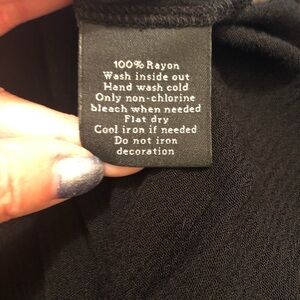 100% Rayon
Wash inside out
Hand wash cold
Only non-chlorine
bleach when needed
Flat dry
Cool iron if needed
Do not iron
decoration